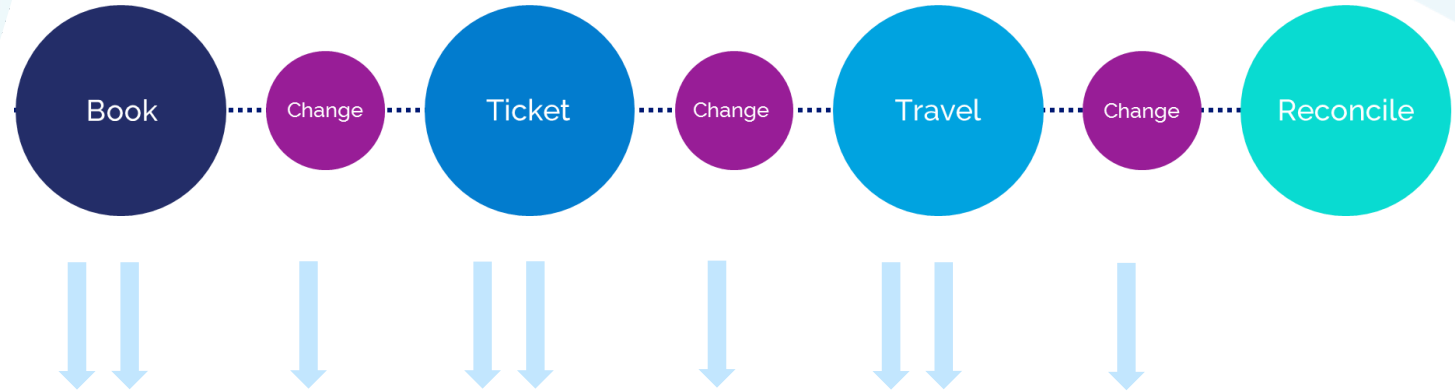 Book
Change
Ticket
Change
Travel
Change
Reconcile